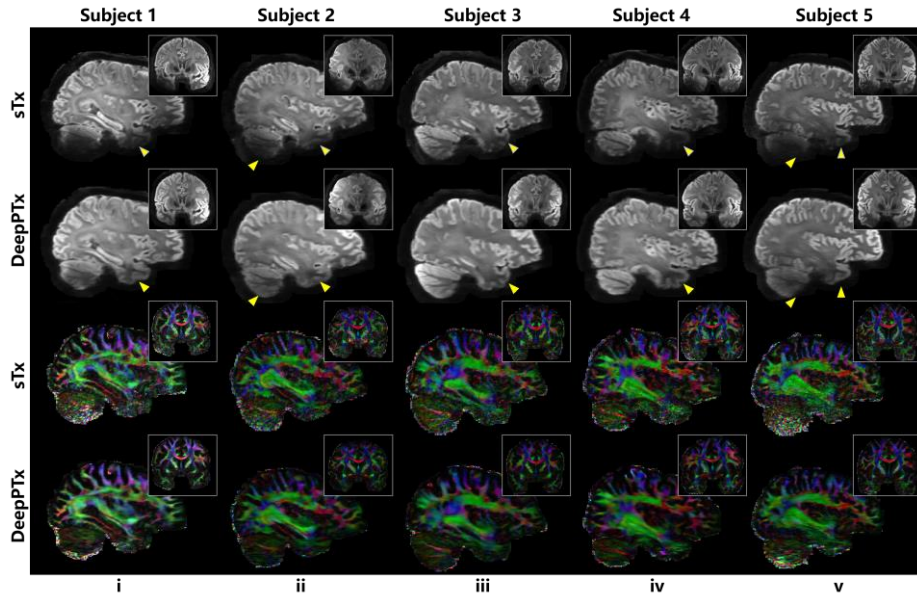 Subject 1 Subject 2 Subject 3 Subject 4 Subject 5
sTx
DeepPTx
sTx
DeepPTx
i ii iii iv v